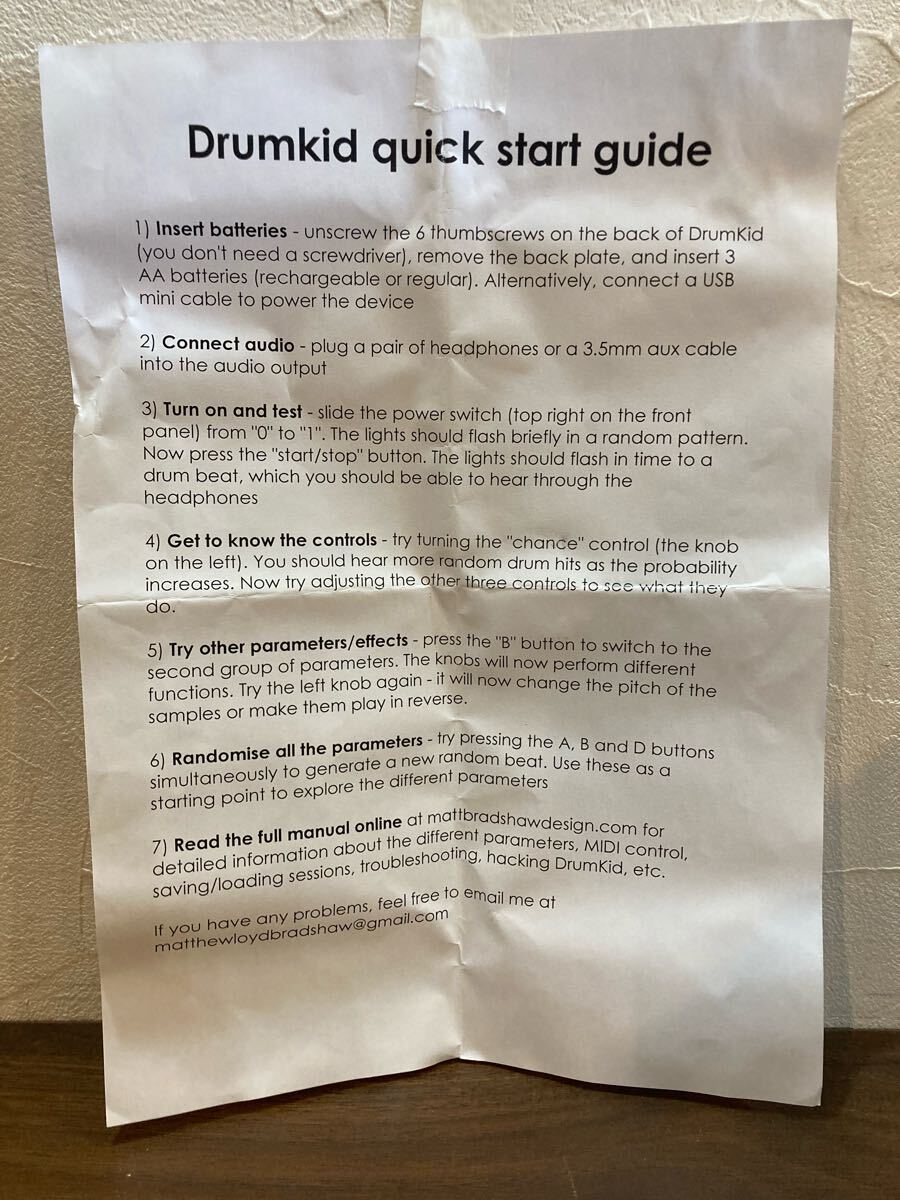 Drumkid quick start guide
1) Insert batteries - unscrew the 6 thumbscrews on the back of DrumKid
(you don't need a screwdriver), remove the back plate, and insert 3
AA batteries (rechargeable or regular). Alternatively, connect a USB
mini cable to power the device
2) Connect audio - plug a pair of headphones or a 3.5mm aux cable
into the audio output
3) Turn on and test - slide the power switch (top right on the front
panel) from "0" to "1". The lights should flash briefly in a random pattern.
Now press the "start/stop" button. The lights should flash in time to a
drum beat, which you should be able to hear through the
headphones
4) Get to know the controls - try turning the "chance" control (the knob
on the left). You should hear more random drum hits as the probability
increases. Now try adjusting the other three controls to see what they
do.
5) Try other parameters/effects - press the "B" button to switch to the
second group of parameters. The knobs will now perform different
functions. Try the left knob again - it will now change the pitch of the
samples or make them play in reverse.
6) Randomise all the parameters - try pressing the A, B and D buttons
simultaneously to generate a new random beat. Use these as a
starting point to explore the different parameters
7) Read the full manual online at mattbradshawdesign.com for
detailed information about the different parameters, MIDI control,
saving/loading sessions, troubleshooting, hacking DrumKid, etc.
If you have any problems, feel free to email me at
matthewloydbradshaw@gmail.com